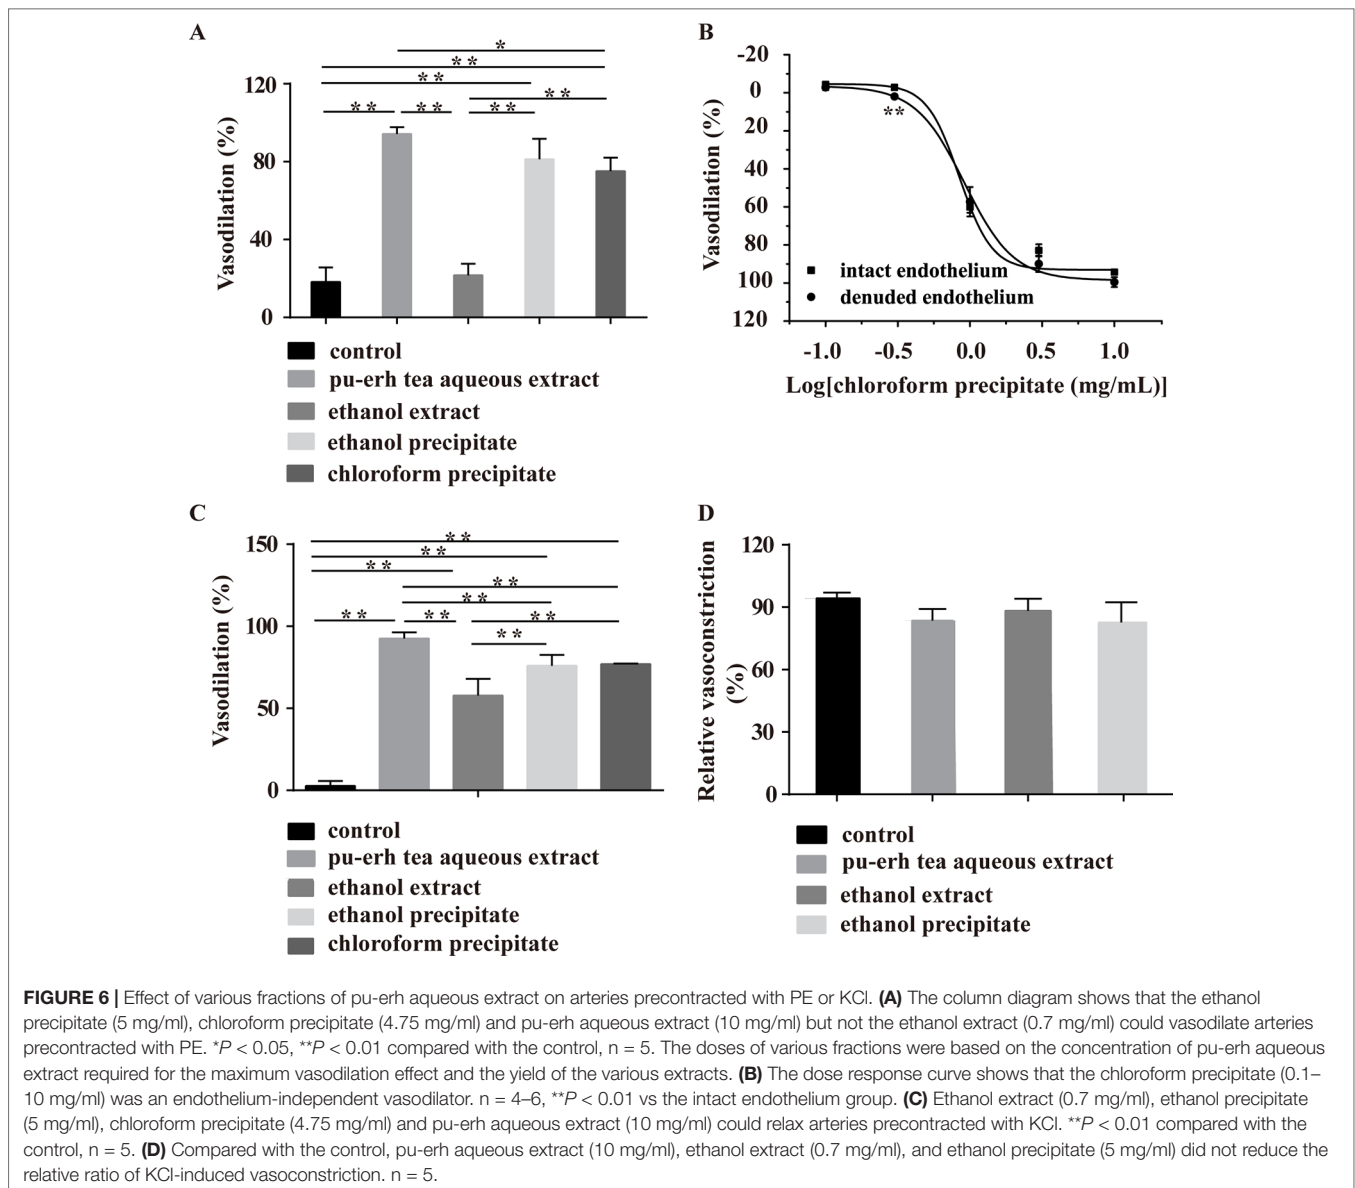 A
* 
* *
* *
* *
* * * * * *
120
80
40
0
Vasodilation (%)
control
pu-erh tea aqueous extract
ethanol extract
ethanol precipitate
chloroform precipitate
B
-20
0
20
40
60
80
100
120
Vasodilation (%)
**
intact endothelium
denuded endothelium
-1.0 -0.5 0.0 0.5 1.0
Log[chloroform precipitate (mg/mL)]
C
* *
* *
* *
* *
* *
* * * * * *
* *
150
100
50
0
Vasodilation (%)
control
pu-erh tea aqueous extract
ethanol extract
ethanol precipitate
chloroform precipitate
D
120
90
60
30
0
Relative vasoconstriction
(%)
control
pu-erh tea aqueous extract
ethanol extract
ethanol precipitate
FIGURE 6 | Effect of various fractions of pu-erh aqueous extract on arteries precontracted with PE or KCl. (A) The column diagram shows that the ethanol
precipitate (5 mg/ml), chloroform precipitate (4.75 mg/ml) and pu-erh aqueous extract (10 mg/ml) but not the ethanol extract (0.7 mg/ml) could vasodilate arteries
precontracted with PE. *P < 0.05, **P < 0.01 compared with the control, n = 5. The doses of various fractions were based on the concentration of pu-erh aqueous
extract required for the maximum vasodilation effect and the yield of the various extracts. (B) The dose response curve shows that the chloroform precipitate (0.1–
10 mg/ml) was an endothelium-independent vasodilator. n = 4–6, **P < 0.01 vs the intact endothelium group. (C) Ethanol extract (0.7 mg/ml), ethanol precipitate
(5 mg/ml), chloroform precipitate (4.75 mg/ml) and pu-erh aqueous extract (10 mg/ml) could relax arteries precontracted with KCl. **P < 0.01 compared with the
control, n = 5. (D) Compared with the control, pu-erh aqueous extract (10 mg/ml), ethanol extract (0.7 mg/ml), and ethanol precipitate (5 mg/ml) did not reduce the
relative ratio of KCl-induced vasoconstriction. n = 5.